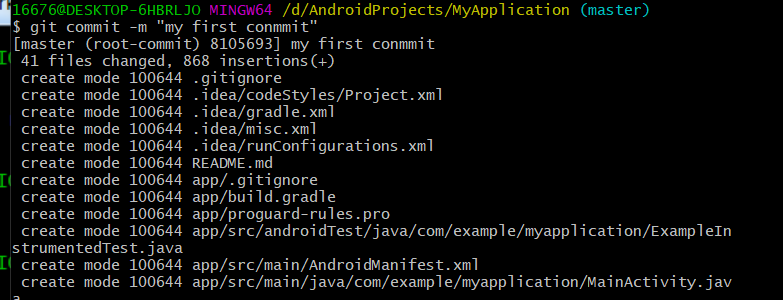 16676@DESKTOP-6HBRLJO MINGW64 /d/AndroidProjects/MyApplication (master)
$ git commit -m "my first conmmit"
[master (root-commit) 8105693] my first conmmit
 41 files changed, 868 insertions(+)
 create mode 100644 .gitignore
 create mode 100644 .idea/codeStyles/Project.xml
 create mode 100644 .idea/gradle.xml
 create mode 100644 .idea/misc.xml
 create mode 100644 .idea/runConfigurations.xml
 create mode 100644 README.md
 create mode 100644 app/.gitignore
 create mode 100644 app/build.gradle
 create mode 100644 app/proguard-rules.pro
 create mode 100644 app/src/androidTest/java/com/example/myapplication/ExampleIn
strumentedTest.java
 create mode 100644 app/src/main/AndroidManifest.xml
 create mode 100644 app/src/main/java/com/example/myapplication/MainActivity.jav
a